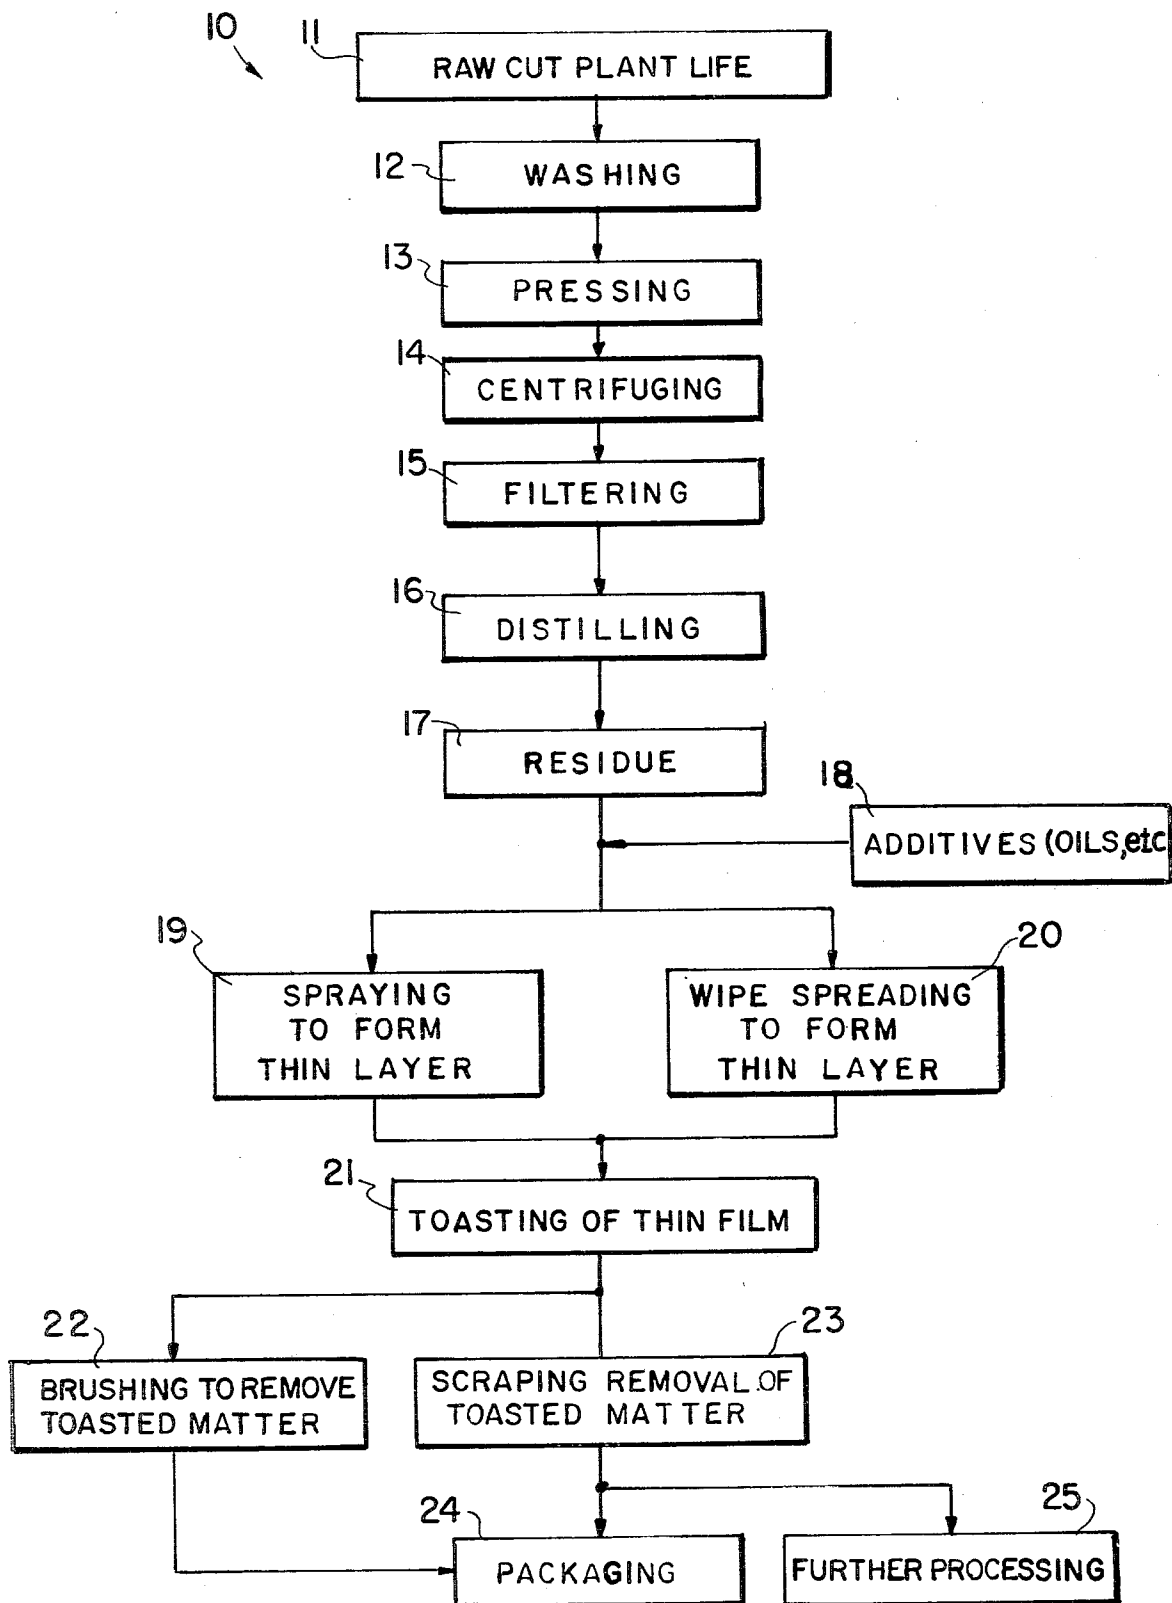 10
11
RAW CUT PLANT LIFE
12
WASHING
13
PRESSING
14
CENTRIFUGING
15
FILTERING
16
DISTILLING
17
RESIDUE
18
ADDITIVES (OILS,etc
19
SPRAYING
TO FORM
THIN LAYER
20
WIPE SPREADING
TO FORM
THIN LAYER
21
TOASTING OF THIN FILM
22
BRUSHING TO REMOVE
TOASTED MATTER
23
SCRAPING REMOVAL OF
TOASTED MATTER
24
PACKAGING
25
FURTHER PROCESSING